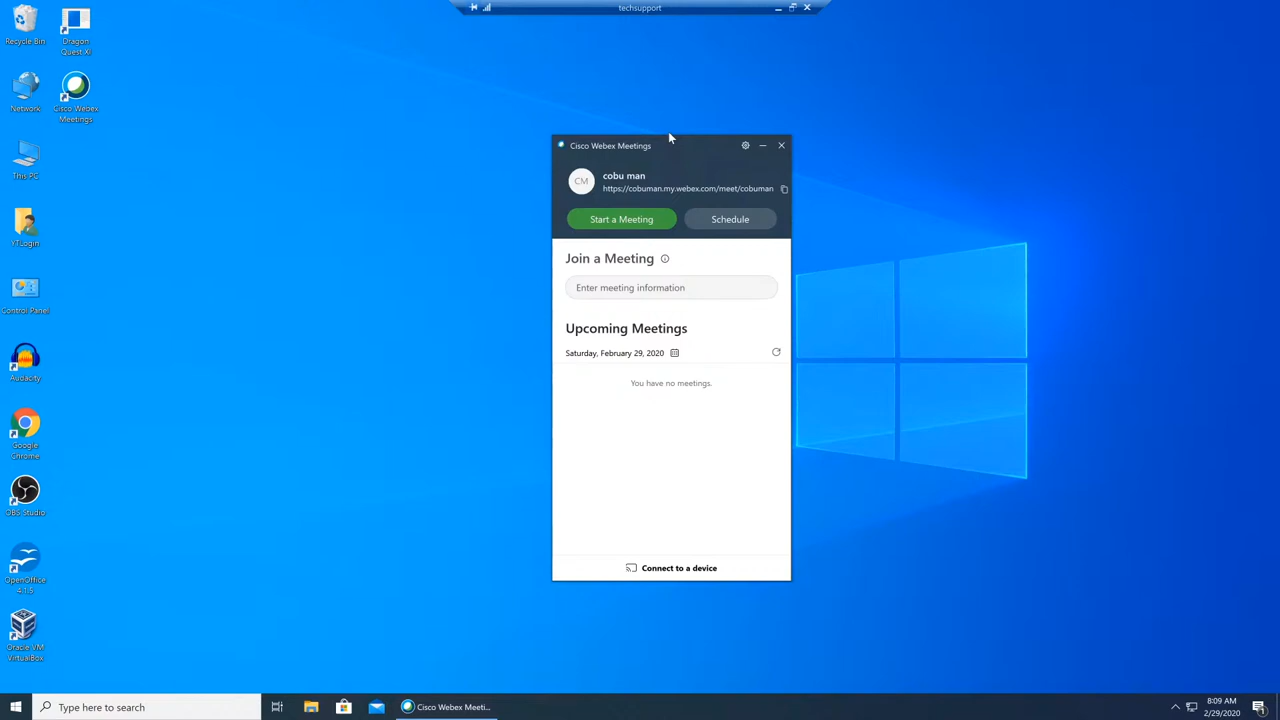 techsupport
Recycle Bin
Dragon
Quest XI
Network
Cisco Webex
Meetings
This PC
YTLogin
Control Panel
Audacity
Google
Chrome
OBS Studio
OpenOffice
4.1.5
Oracle VM
VirtualBox
Cisco Webex Meetings
CM
cobu man
https://cobuman.my.webex.com/meet/cobuman
Start a Meeting
Schedule
Join a Meeting
Enter meeting information
Upcoming Meetings
Saturday, February 29, 2020
You have no meetings.
Connect to a device
Type here to search
Cisco Webex Meeti...
8:09 AM
2/29/2020